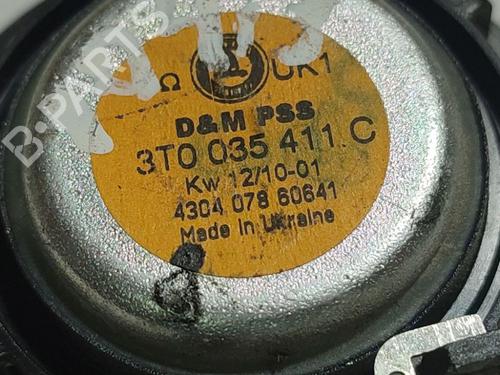 Ω UK1
D&M PSS
3T0 035 411 C
Kw 12/10-01
4304 078 60641
Made in Ukraine
B-PARTS